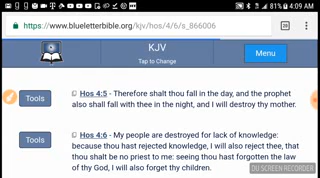 81% 4:09 AM
https://www.blueletterbible.org/kjv/hos/4/6/s_866006
KJV
Tap to Change
Menu
Tools
Hos 4:5 - Therefore shalt thou fall in the day, and the prophet
also shall fall with thee in the night, and I will destroy thy mother.
Tools
Hos 4:6 - My people are destroyed for lack of knowledge:
because thou hast rejected knowledge, I will also reject thee, that
thou shalt be no priest to me: seeing thou hast forgotten the law
of thy God, I will also forget thy children.
DU SCREEN RECORDER